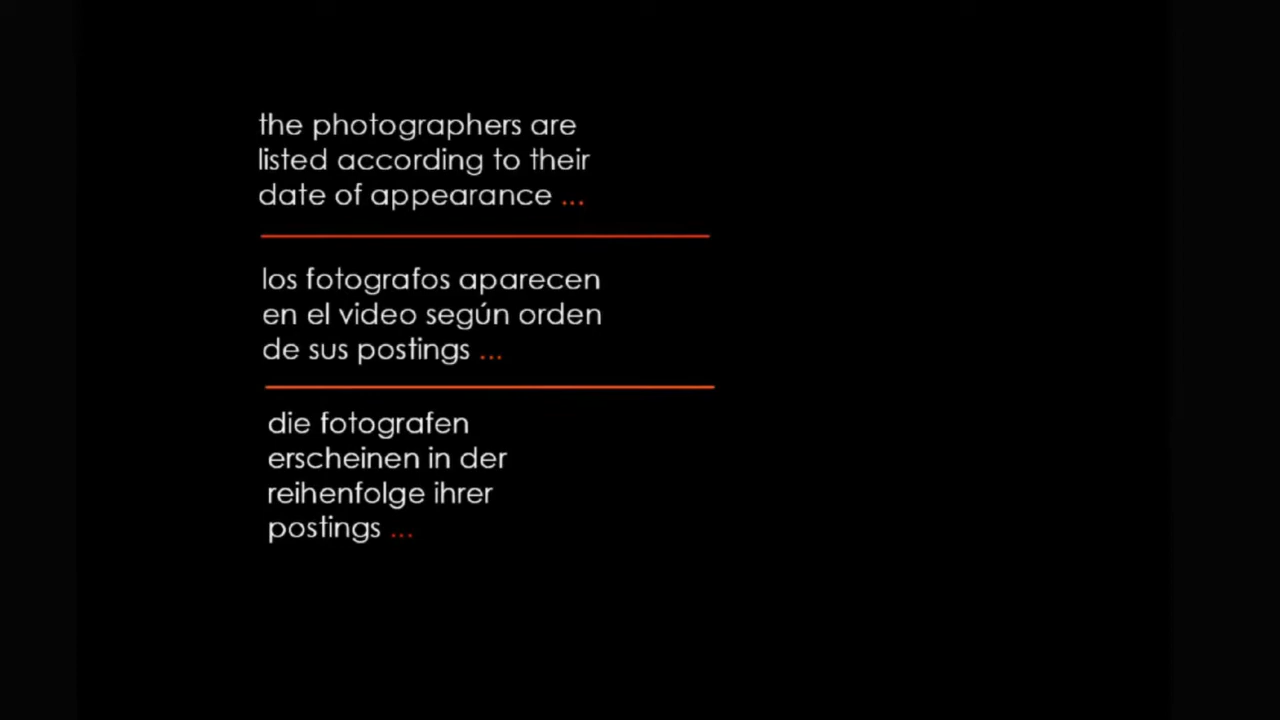 the photographers are
listed according to their
date of appearance ...
los fotografos aparecen
en el video según orden
de sus postings ...
die fotografen
erscheinen in der
reihenfolge ihrer
postings ...